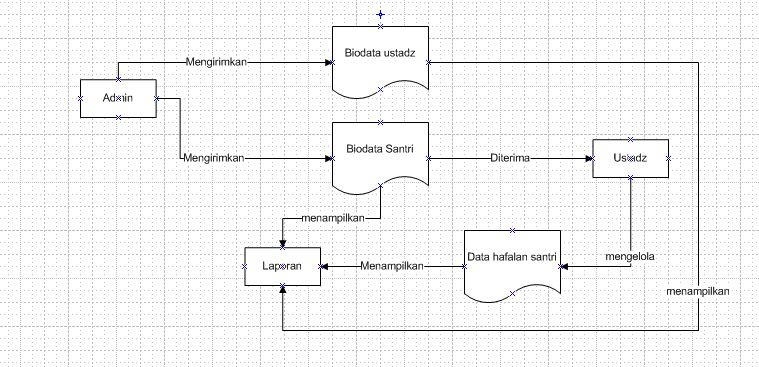 Biodata ustadz
Mengirimkan
Admin
Biodata Santri
Mengirimkan
Diterima
Ustadz
menampilkan
Data hafalan santri
mengelola
Laporan
Menampilkan
menampilkan